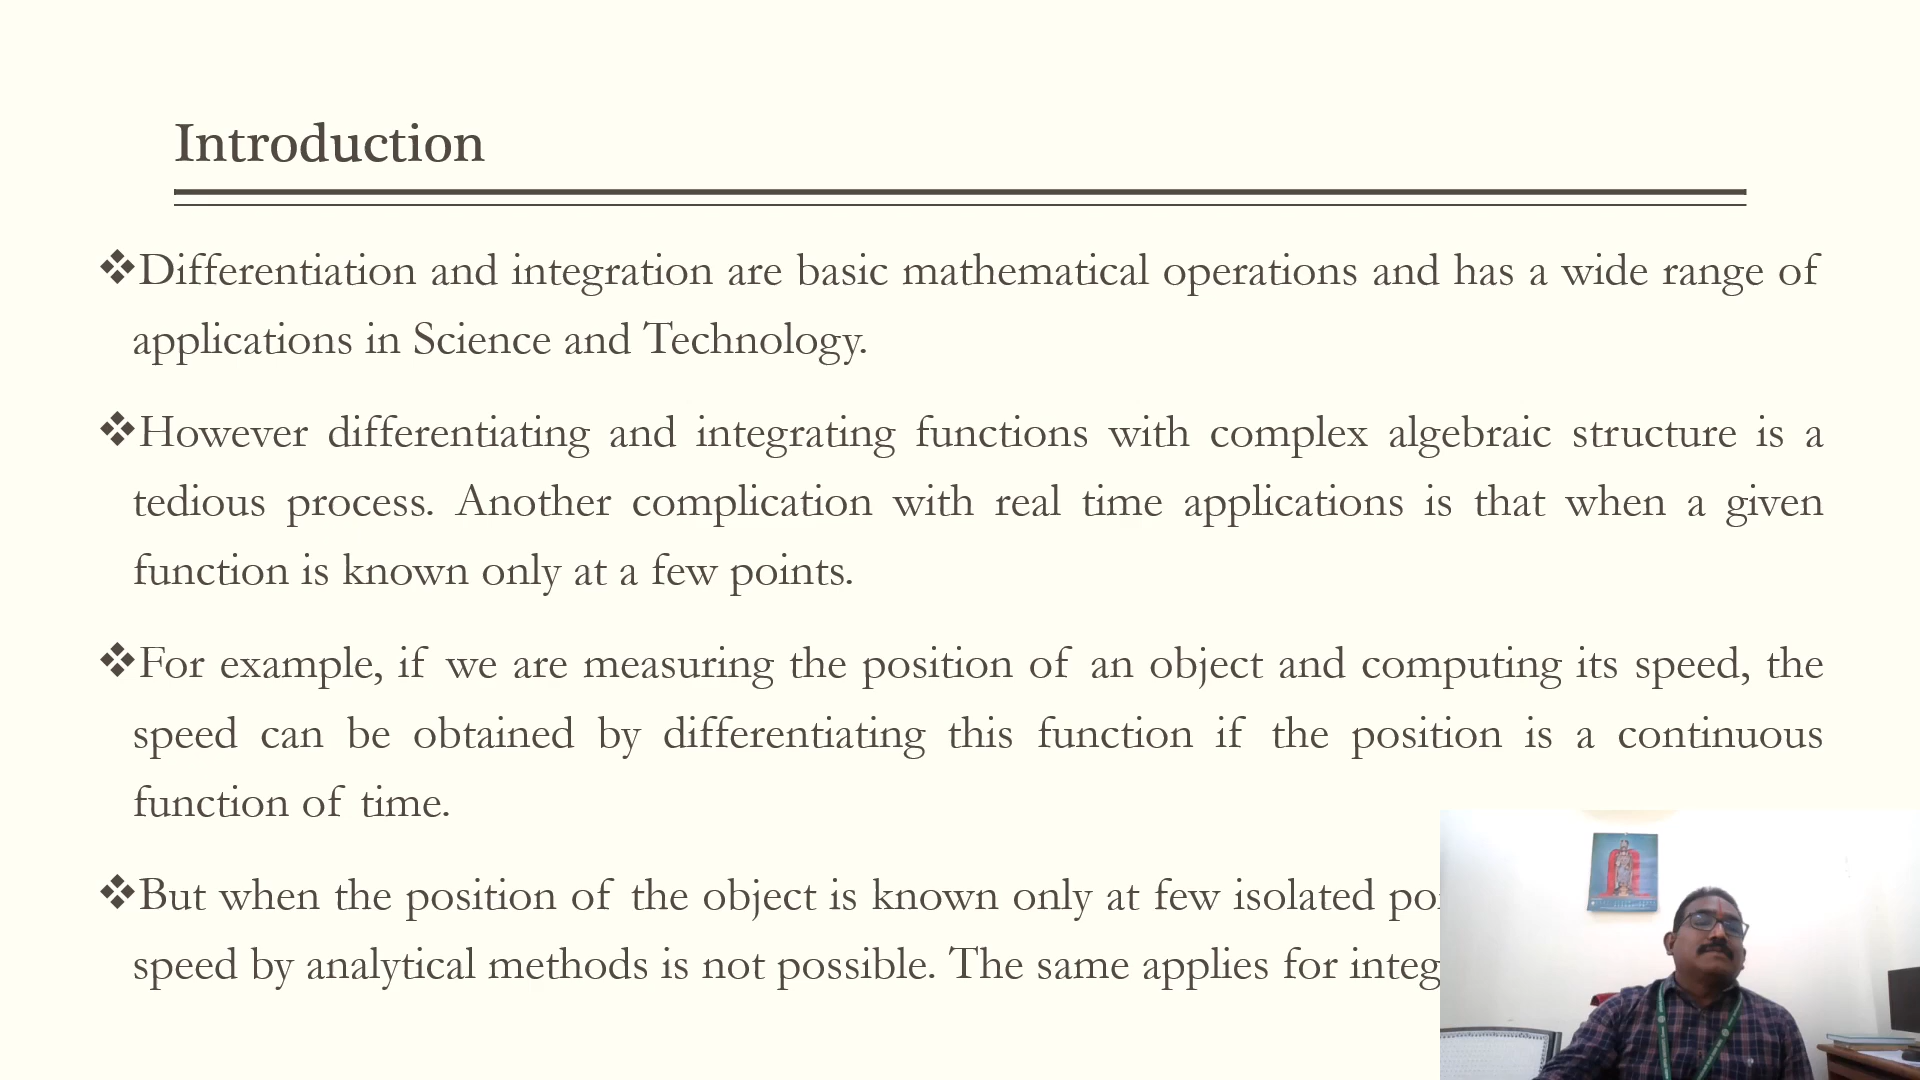 Introduction
❖Differentiation and integration are basic mathematical operations and has a wide range of
applications in Science and Technology.
❖However differentiating and integrating functions with complex algebraic structure is a
tedious process. Another complication with real time applications is that when a given
function is known only at a few points.
❖For example, if we are measuring the position of an object and computing its speed, the
speed can be obtained by differentiating this function if the position is a continuous
function of time.
❖But when the position of the object is known only at few isolated
speed by analytical methods is not possible. The same applies for